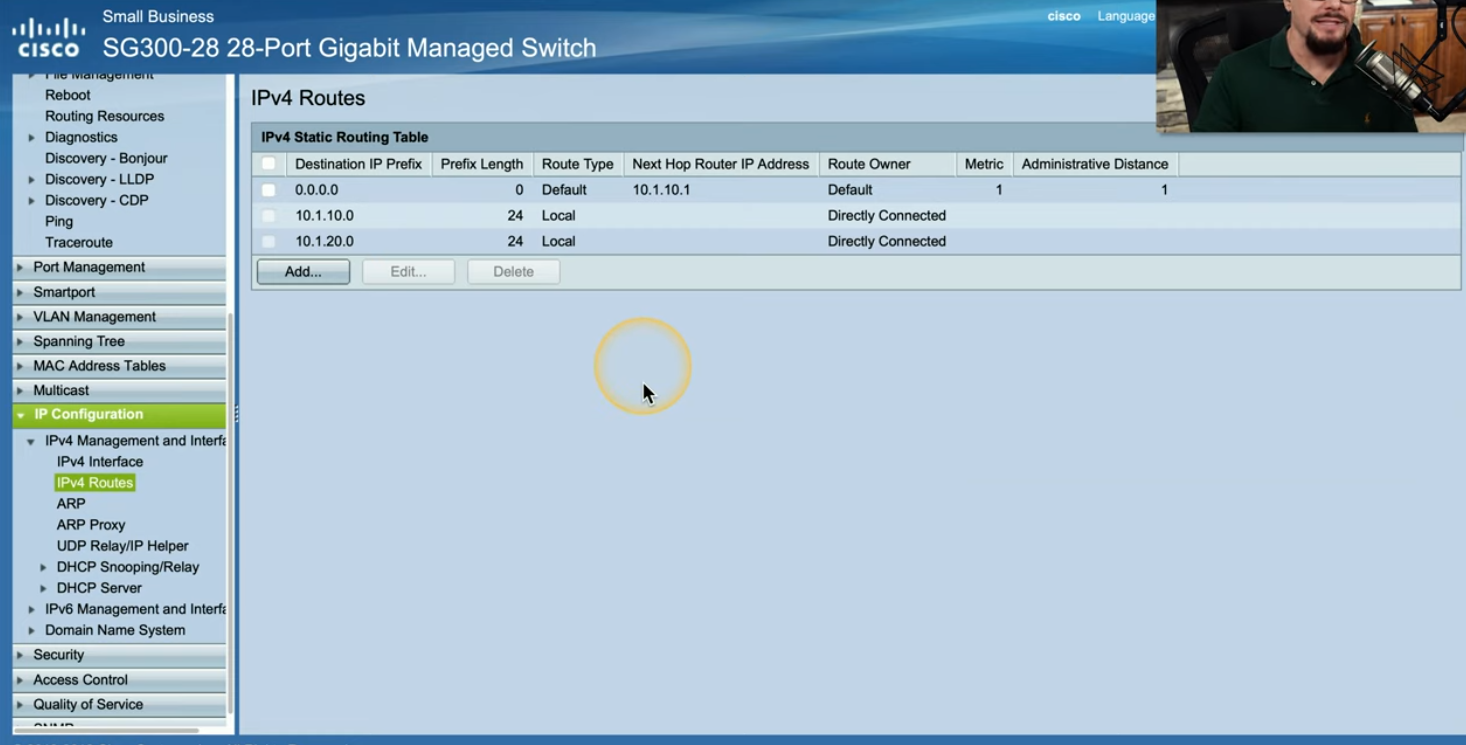 Small Business
cisco Language
CISCO SG300-28 28-Port Gigabit Managed Switch
File Management
Reboot
Routing Resources
Diagnostics
Discovery - Bonjour
Discovery - LLDP
Discovery - CDP
Ping
Traceroute
Port Management
Smartport
VLAN Management
Spanning Tree
MAC Address Tables
Multicast
IP Configuration
IPv4 Management and Interfa
IPv4 Interface
IPv4 Routes
ARP
ARP Proxy
UDP Relay/IP Helper
DHCP Snooping/Relay
DHCP Server
IPv6 Management and Interfa
Domain Name System
Security
Access Control
Quality of Service
SNMP
IPv4 Routes
IPv4 Static Routing Table
Destination IP Prefix Prefix Length Route Type Next Hop Router IP Address Route Owner Metric Administrative Distance
0.0.0.0 0 Default 10.1.10.1 Default 1 1
10.1.10.0 24 Local Directly Connected
10.1.20.0 24 Local Directly Connected
Add... Edit... Delete